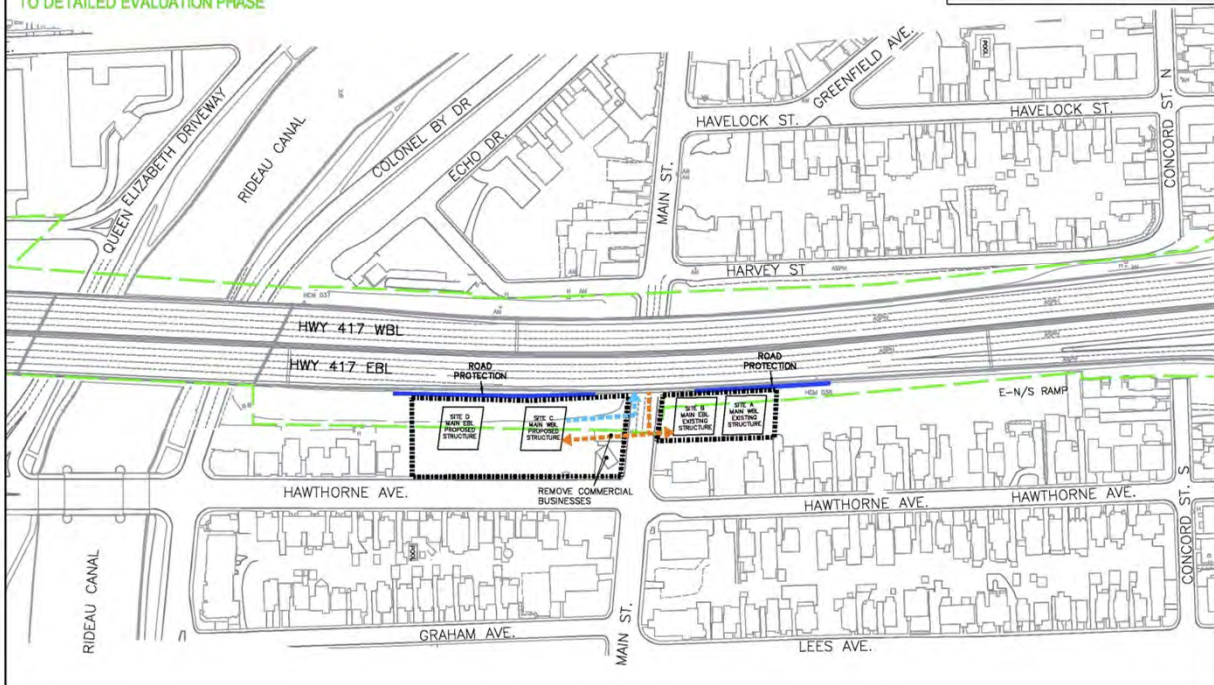 TO DETAILED EVALUATION PHASE
QUEEN ELIZABETH DRIVEWAY
RIDEAU CANAL
COLONEL BY DR
ECHO DR.
MAIN ST.
HAVELOCK ST.
GREENFIELD AVE.
POOL
HAVELOCK ST.
CONCORD ST. N
HARVEY ST
HWY 417 WBL
HWY 417 EBL
ROAD
PROTECTION
ROAD
PROTECTION
E-N/S RAMP
SITE D
MAIN EBL
PROPOSED
STRUCTURE
SITE C
MAIN WBL
PROPOSED
STRUCTURE
SITE B
MAIN EBL
EXISTING
STRUCTURE
SITE A
MAIN WBL
EXISTING
STRUCTURE
REMOVE COMMERCIAL
BUSINESSES
HAWTHORNE AVE.
HAWTHORNE AVE.
HAWTHORNE AVE.
CONCORD ST. S
RIDEAU CANAL
POOL
GRAHAM AVE.
MAIN ST.
LEES AVE.